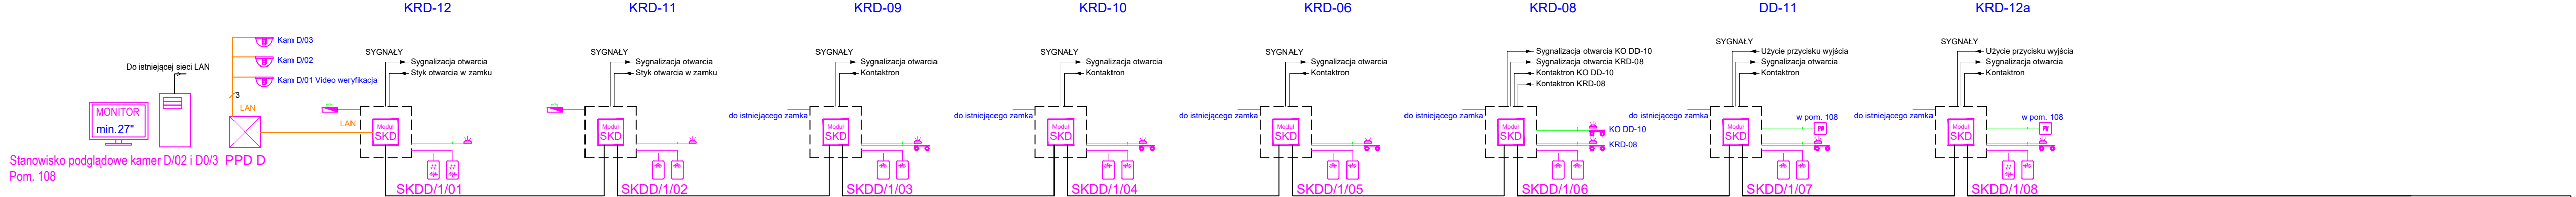 KRD-12
KRD-11
KRD-09
KRD-10
KRD-06
KRD-08
DD-11
KRD-12a
Kam D/03
Kam D/02
Kam D/01 Video weryfikacja
Do istniejącej sieci LAN
3
LAN
LAN
MONITOR
min.27"
Stanowisko podglądowe kamer D/02 i D0/3
Pom. 108
PPD D
SYGNAŁY
Sygnalizacja otwarcia
Styk otwarcia w zamku
Moduł
SKD
SKDD/1/01
SYGNAŁY
Sygnalizacja otwarcia
Styk otwarcia w zamku
Moduł
SKD
SKDD/1/02
SYGNAŁY
Sygnalizacja otwarcia
Kontaktron
do istniejącego zamka
Moduł
SKD
SKDD/1/03
SYGNAŁY
Sygnalizacja otwarcia
Kontaktron
do istniejącego zamka
Moduł
SKD
SKDD/1/04
SYGNAŁY
Sygnalizacja otwarcia
Kontaktron
do istniejącego zamka
Moduł
SKD
SKDD/1/05
Sygnalizacja otwarcia KO DD-10
Sygnalizacja otwarcia KRD-08
Kontaktron KO DD-10
Kontaktron KRD-08
do istniejącego zamka
Moduł
SKD
KO DD-10
KRD-08
SKDD/1/06
SYGNAŁY
Użycie przycisku wyjścia
Sygnalizacja otwarcia
Kontaktron
do istniejącego zamka
w pom. 108
Moduł
SKD
PW
SKDD/1/07
SYGNAŁY
Użycie przycisku wyjścia
Sygnalizacja otwarcia
Kontaktron
do istniejącego zamka
w pom. 108
Moduł
SKD
PW
SKDD/1/08